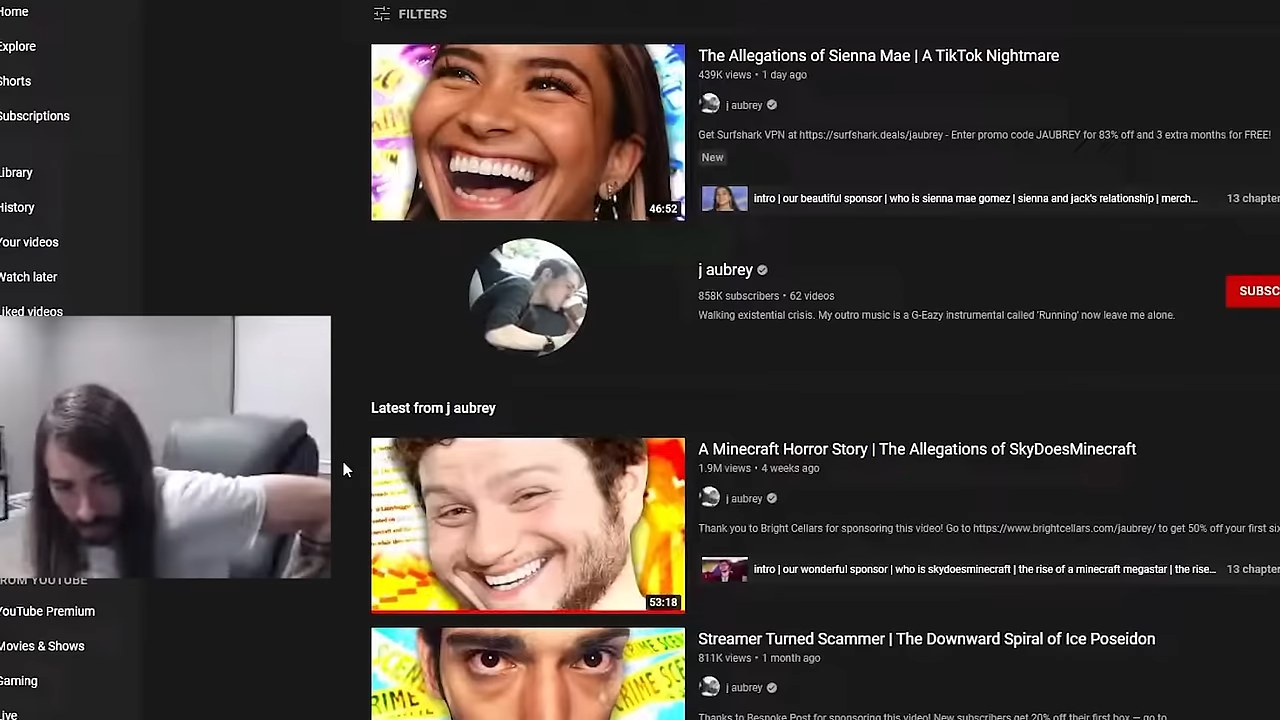 Home
FILTERS
Explore
Shorts
Subscriptions
Library
History
Your videos
Watch later
Liked videos
ROM YOUTUBE
YouTube Premium
Movies & Shows
Gaming
Live
46:52
The Allegations of Sienna Mae | A TikTok Nightmare
439K views • 1 day ago
j aubrey
Get Surfshark VPN at https://surfshark.deals/jaubrey - Enter promo code JAUBREY for 83% off and 3 extra months for FREE!
New
intro | our beautiful sponsor | who is sienna mae gomez | sienna and jack's relationship | merch...
13 chapter
j aubrey
858K subscribers • 62 videos
Walking existential crisis. My outro music is a G-Eazy instrumental called 'Running' now leave me alone.
SUBSC
Latest from j aubrey
53:18
A Minecraft Horror Story | The Allegations of SkyDoesMinecraft
1.9M views • 4 weeks ago
j aubrey
Thank you to Bright Cellars for sponsoring this video! Go to https://www.brightcellars.com/jaubrey/ to get 50% off your first si
intro | our wonderful sponsor | who is skydoesminecraft | the rise of a minecraft megastar | the rise...
13 chapter
CRIME SCE
CRIME SCENE
Streamer Turned Scammer | The Downward Spiral of Ice Poseidon
811K views • 1 month ago
j aubrey
Thanks to Bespoke Post for sponsoring this video! New subscribers get 20% off their first box — go to